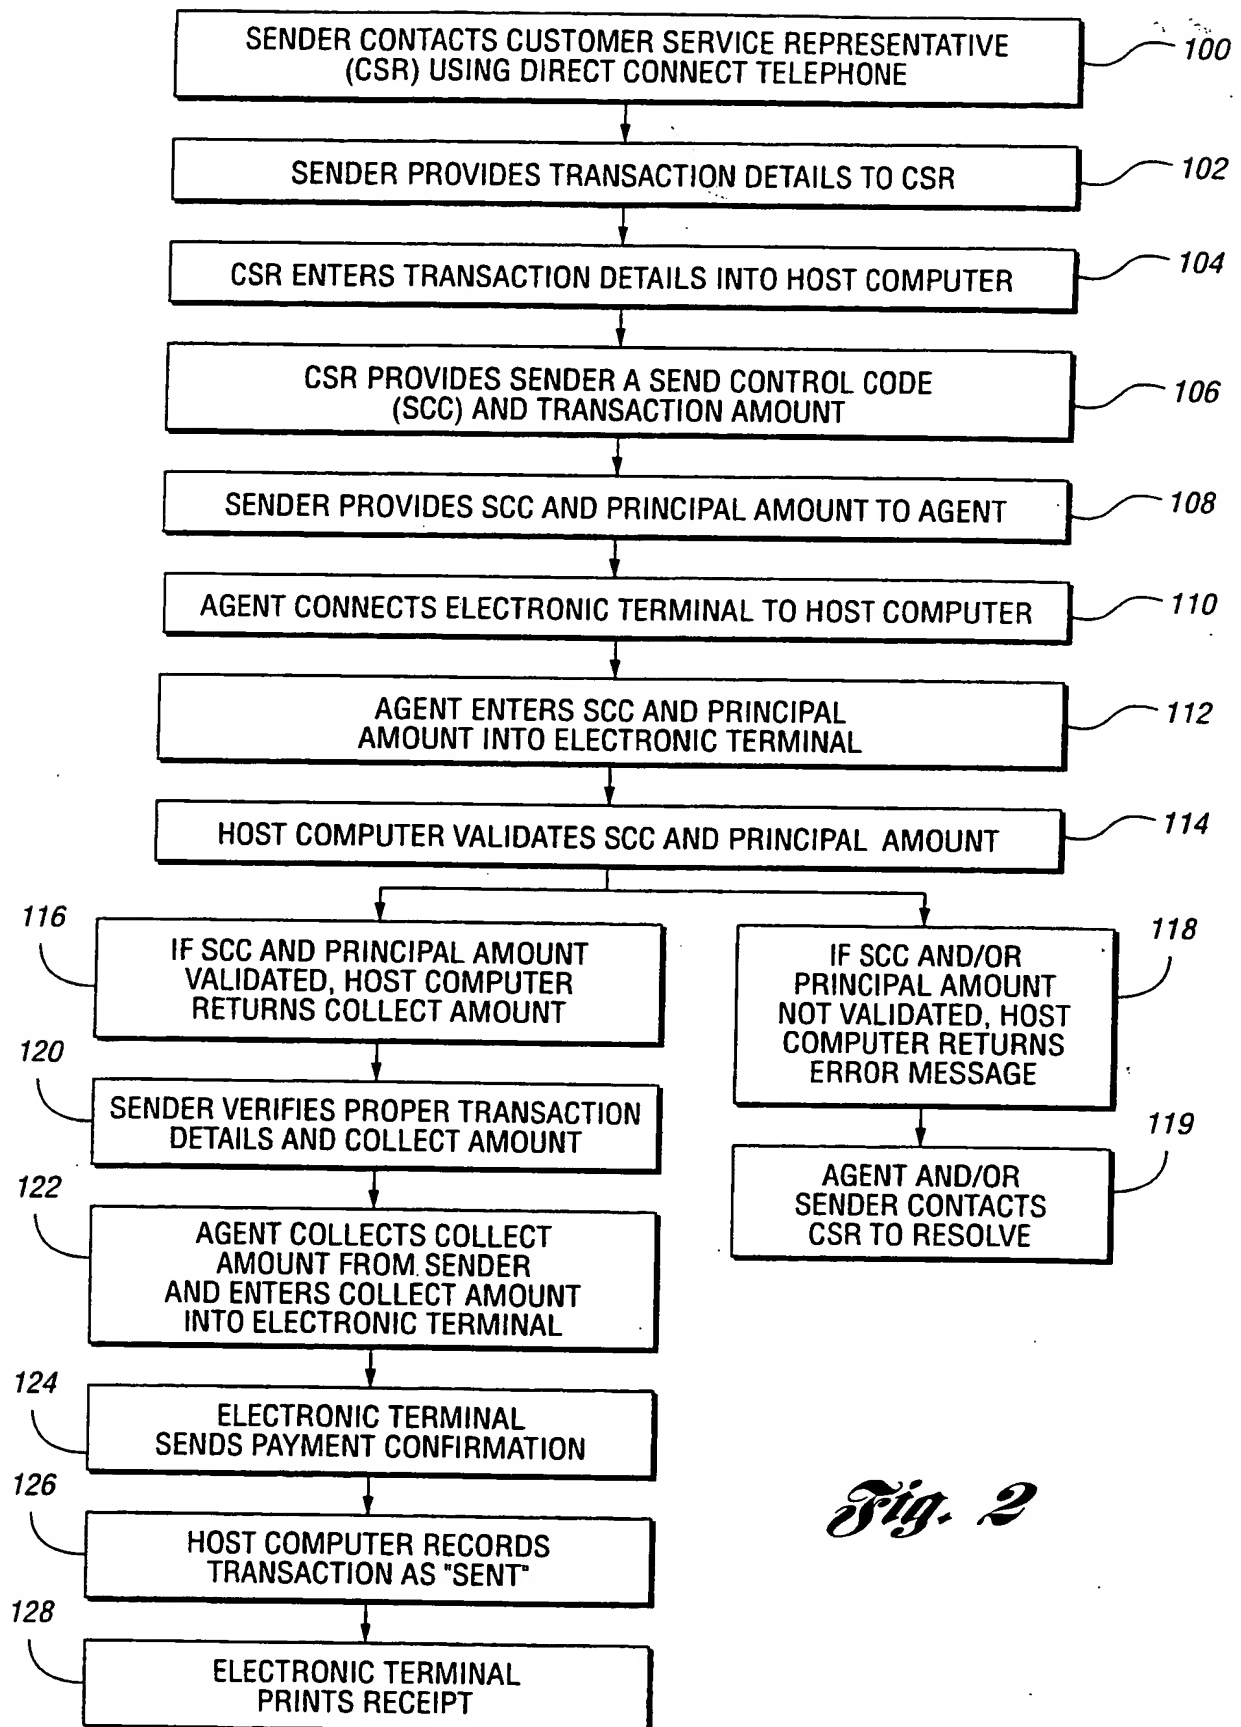 SENDER CONTACTS CUSTOMER SERVICE REPRESENTATIVE
(CSR) USING DIRECT CONNECT TELEPHONE
100
SENDER PROVIDES TRANSACTION DETAILS TO CSR
102
CSR ENTERS TRANSACTION DETAILS INTO HOST COMPUTER
104
CSR PROVIDES SENDER A SEND CONTROL CODE
(SCC) AND TRANSACTION AMOUNT
106
SENDER PROVIDES SCC AND PRINCIPAL AMOUNT TO AGENT
108
AGENT CONNECTS ELECTRONIC TERMINAL TO HOST COMPUTER
110
AGENT ENTERS SCC AND PRINCIPAL
AMOUNT INTO ELECTRONIC TERMINAL
112
HOST COMPUTER VALIDATES SCC AND PRINCIPAL AMOUNT
114
116
IF SCC AND PRINCIPAL AMOUNT
VALIDATED, HOST COMPUTER
RETURNS COLLECT AMOUNT
118
IF SCC AND/OR
PRINCIPAL AMOUNT
NOT VALIDATED, HOST
COMPUTER RETURNS
ERROR MESSAGE
120
SENDER VERIFIES PROPER TRANSACTION
DETAILS AND COLLECT AMOUNT
119
AGENT AND/OR
SENDER CONTACTS
CSR TO RESOLVE
122
AGENT COLLECTS COLLECT
AMOUNT FROM SENDER
AND ENTERS COLLECT AMOUNT
INTO ELECTRONIC TERMINAL
124
ELECTRONIC TERMINAL
SENDS PAYMENT CONFIRMATION
126
HOST COMPUTER RECORDS
TRANSACTION AS "SENT"
128
ELECTRONIC TERMINAL
PRINTS RECEIPT
Fig. 2